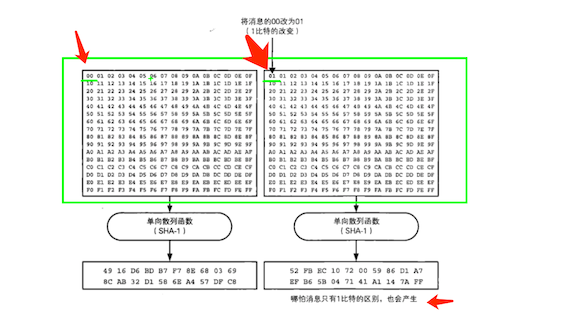 将消息的00改为01
(1比特的改变)
00 01 02 03 04 05 06 07 08 09 0A 0B 0C 0D 0E 0F
10 11 12 13 14 15 16 17 18 19 1A 1B 1C 1D 1E 1F
20 21 22 23 24 25 26 27 28 29 2A 2B 2C 2D 2E 2F
30 31 32 33 34 35 36 37 38 39 3A 3B 3C 3D 3E 3F
40 41 42 43 44 45 46 47 48 49 4A 4B 4C 4D 4E 4F
50 51 52 53 54 55 56 57 58 59 5A 5B 5C 5D 5E 5F
60 61 62 63 64 65 66 67 68 69 6A 6B 6C 6D 6E 6F
70 71 72 73 74 75 76 77 78 79 7A 7B 7C 7D 7E 7F
80 81 82 83 84 85 86 87 88 89 8A 8B 8C 8D 8E 8F
90 91 92 93 94 95 96 97 98 99 9A 9B 9C 9D 9E 9F
A0 A1 A2 A3 A4 A5 A6 A7 A8 A9 AA AB AC AD AE AF
B0 B1 B2 B3 B4 B5 B6 B7 B8 B9 BA BB BC BD BE BF
C0 C1 C2 C3 C4 C5 C6 C7 C8 C9 CA CB CC CD CE CF
D0 D1 D2 D3 D4 D5 D6 D7 D8 D9 DA DB DC DD DE DF
E0 E1 E2 E3 E4 E5 E6 E7 E8 E9 EA EB EC ED EE EF
F0 F1 F2 F3 F4 F5 F6 F7 F8 F9 FA FB FC FD FE FF
01 01 02 03 04 05 06 07 08 09 0A 0B 0C 0D 0E 0F
10 11 12 13 14 15 16 17 18 19 1A 1B 1C 1D 1E 1F
20 21 22 23 24 25 26 27 28 29 2A 2B 2C 2D 2E 2F
30 31 32 33 34 35 36 37 38 39 3A 3B 3C 3D 3E 3F
40 41 42 43 44 45 46 47 48 49 4A 4B 4C 4D 4E 4F
50 51 52 53 54 55 56 57 58 59 5A 5B 5C 5D 5E 5F
60 61 62 63 64 65 66 67 68 69 6A 6B 6C 6D 6E 6F
70 71 72 73 74 75 76 77 78 79 7A 7B 7C 7D 7E 7F
80 81 82 83 84 85 86 87 88 89 8A 8B 8C 8D 8E 8F
90 91 92 93 94 95 96 97 98 99 9A 9B 9C 9D 9E 9F
A0 A1 A2 A3 A4 A5 A6 A7 A8 A9 AA AB AC AD AE AF
B0 B1 B2 B3 B4 B5 B6 B7 B8 B9 BA BB BC BD BE BF
C0 C1 C2 C3 C4 C5 C6 C7 C8 C9 CA CB CC CD CE CF
D0 D1 D2 D3 D4 D5 D6 D7 D8 D9 DA DB DC DD DE DF
E0 E1 E2 E3 E4 E5 E6 E7 E8 E9 EA EB EC ED EE EF
F0 F1 F2 F3 F4 F5 F6 F7 F8 F9 FA FB FC FD FE FF
单向散列函数
(SHA-1)
单向散列函数
(SHA-1)
49 16 D6 BD B7 F7 8E 68 03 69
8C AB 32 D1 58 6E A4 57 DF C8
52 FB EC 10 72 00 59 86 D1 A7
EF B6 5B 04 71 41 A1 14 7A FF
哪怕消息只有1比特的区别，也会产生